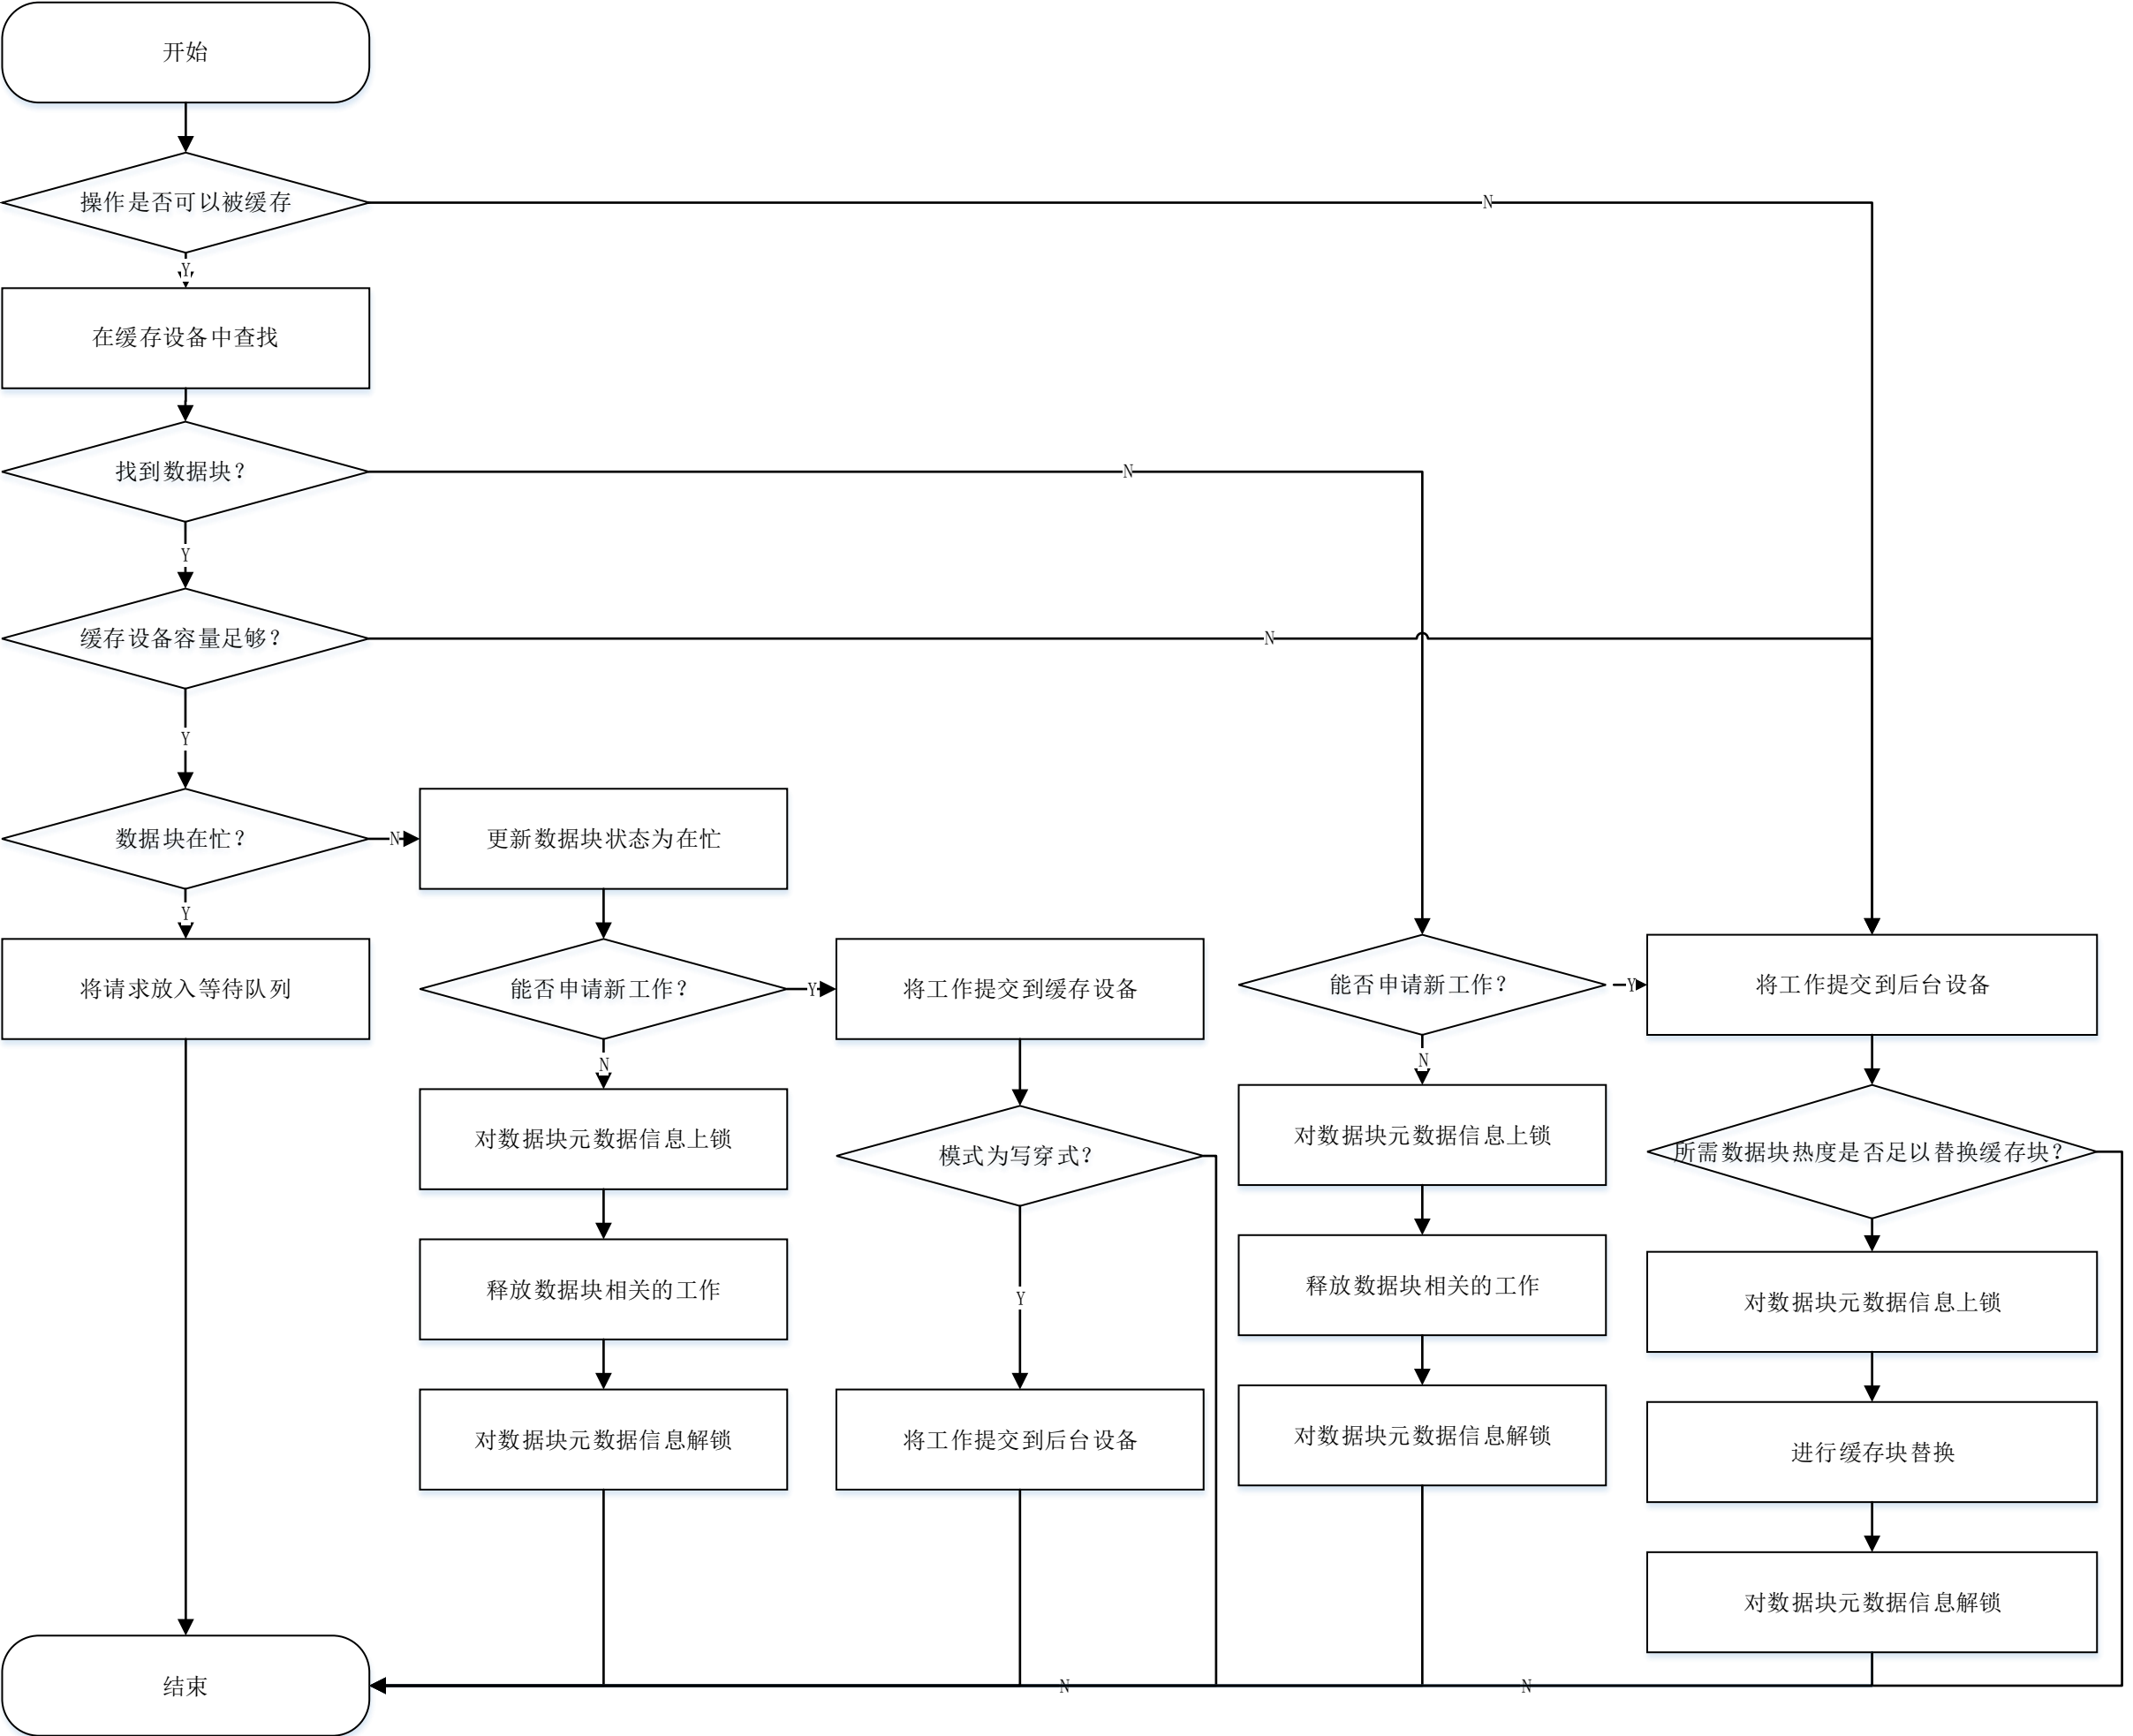 开始
操作是否可以被缓存
N
Y
在缓存设备中查找
找到数据块?
N
Y
缓存设备容量足够?
N
Y
数据块在忙?
N
更新数据块状态为在忙
Y
将请求放入等待队列
能否申请新工作?
Y
将工作提交到缓存设备
能否申请新工作?
Y
将工作提交到后台设备
N
N
对数据块元数据信息上锁
模式为写穿式?
对数据块元数据信息上锁
所需数据块热度是否足以替换缓存块?
释放数据块相关的工作
Y
释放数据块相关的工作
对数据块元数据信息上锁
对数据块元数据信息解锁
将工作提交到后台设备
对数据块元数据信息解锁
进行缓存块替换
对数据块元数据信息解锁
结束
N
N